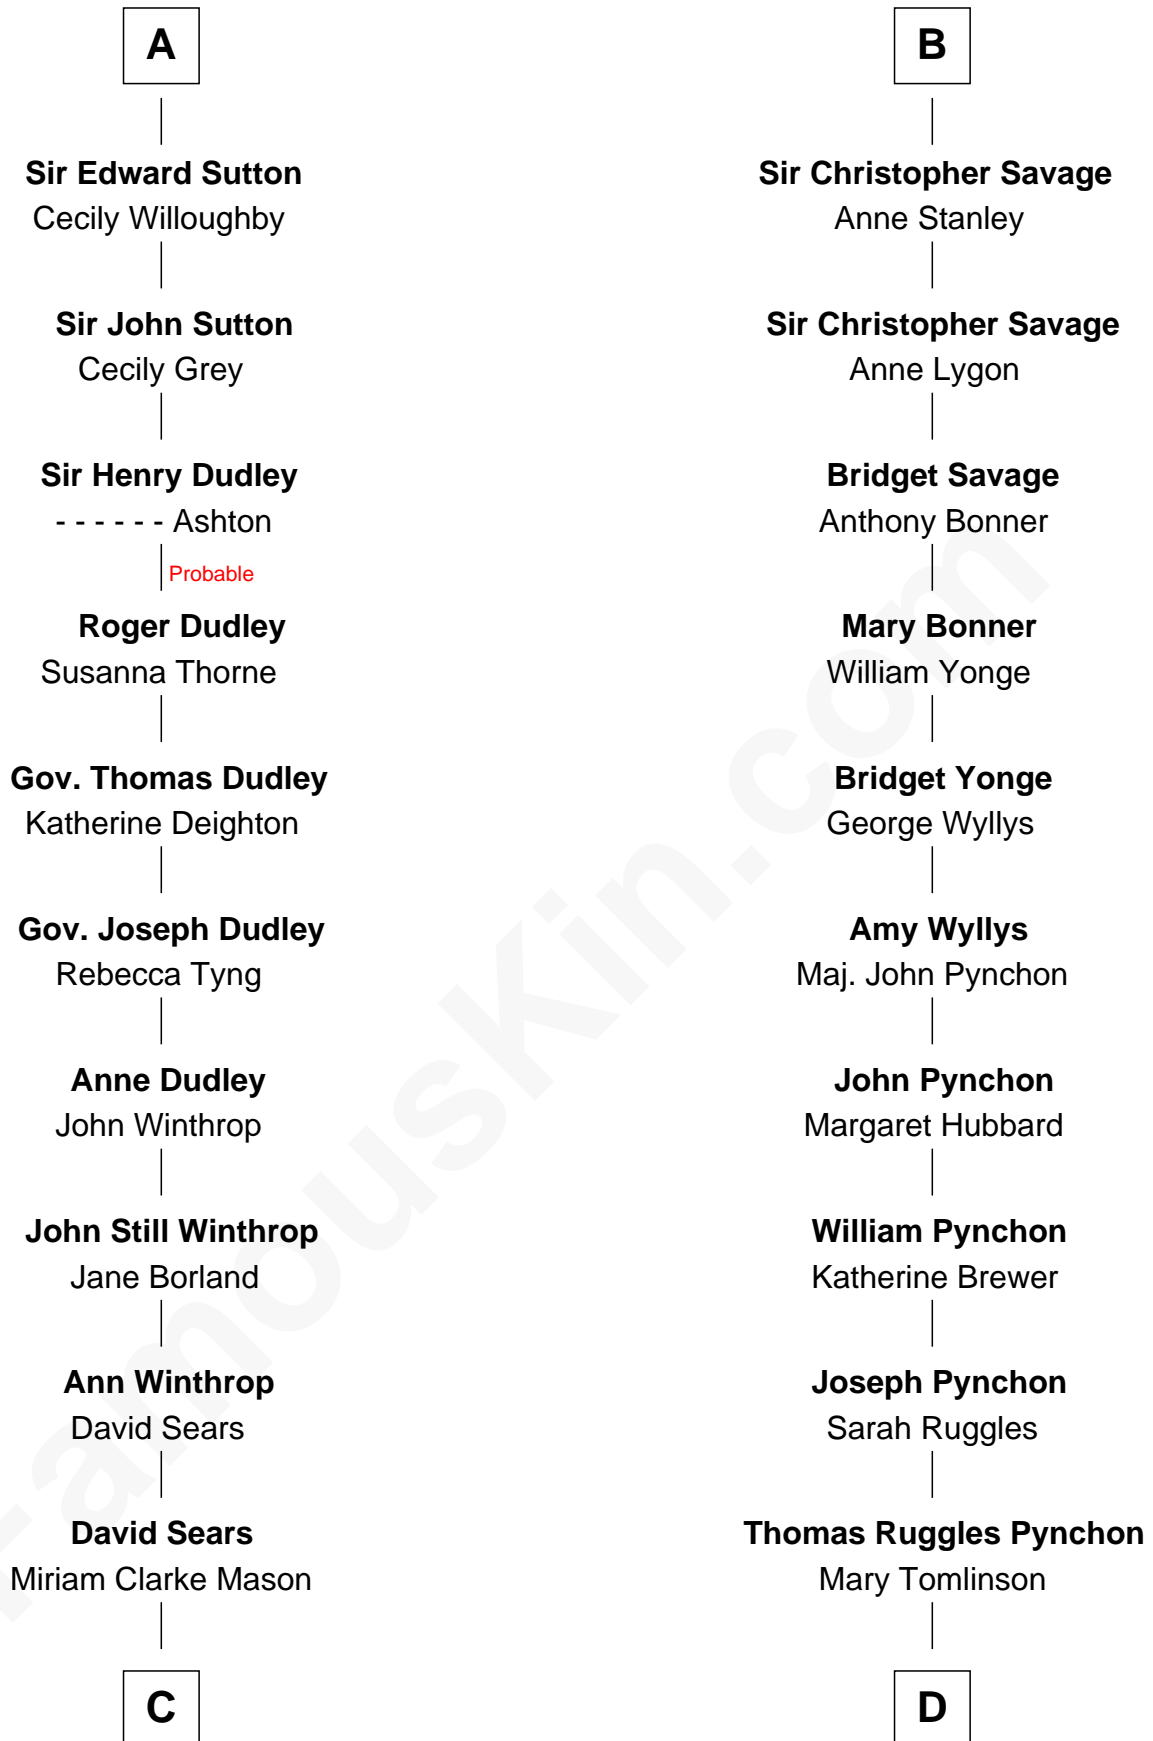 A
Sir Edward Sutton
Cecily Willoughby
Sir John Sutton
Cecily Grey
Sir Henry Dudley
- - - - - - Ashton
Probable
Roger Dudley
Susanna Thorne
Gov. Thomas Dudley
Katherine Deighton
Gov. Joseph Dudley
Rebecca Tyng
Anne Dudley
John Winthrop
John Still Winthrop
Jane Borland
Ann Winthrop
David Sears
David Sears
Miriam Clarke Mason
C
B
Sir Christopher Savage
Anne Stanley
Sir Christopher Savage
Anne Lygon
Bridget Savage
Anthony Bonner
Mary Bonner
William Yonge
Bridget Yonge
George Wyllys
Amy Wyllys
Maj. John Pynchon
John Pynchon
Margaret Hubbard
William Pynchon
Katherine Brewer
Joseph Pynchon
Sarah Ruggles
Thomas Ruggles Pynchon
Mary Tomlinson
D
FamousKin.com